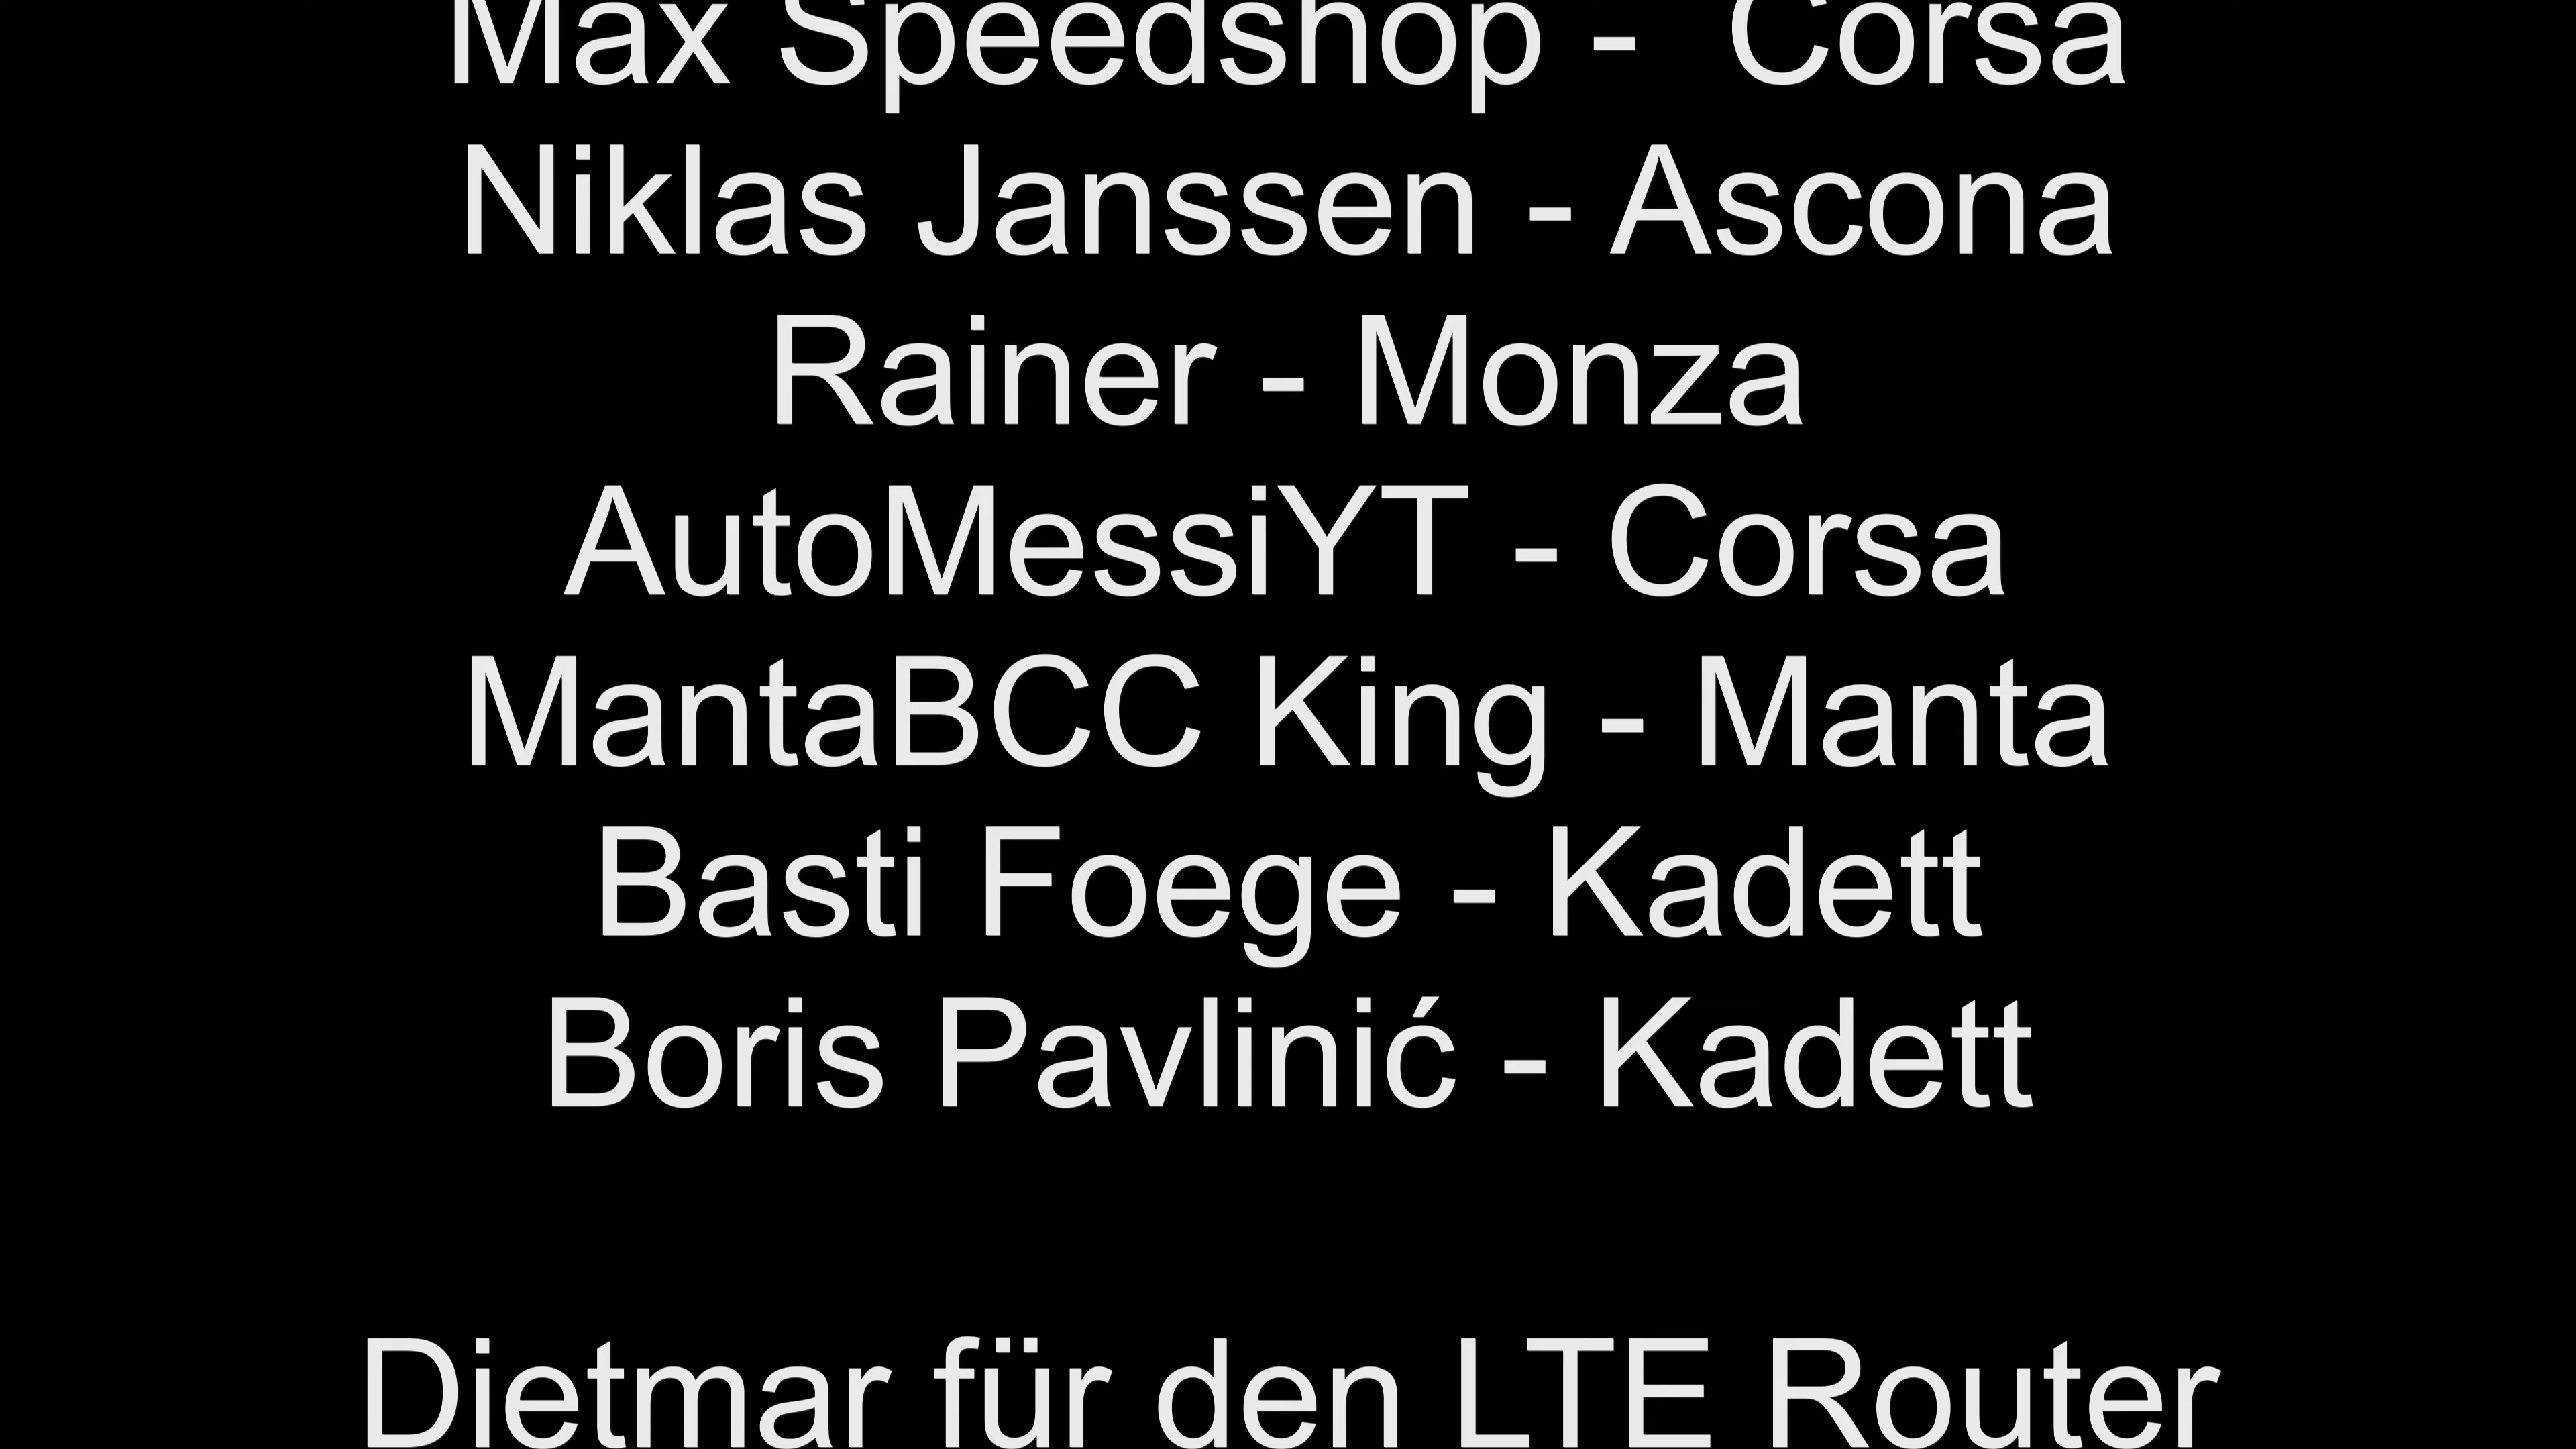 Max Speedshop -  Corsa
Niklas Janssen - Ascona
Rainer - Monza
AutoMessiYT - Corsa
MantaBCC King - Manta
Basti Foege - Kadett
Boris Pavlinić - Kadett
Dietmar für den LTE Router